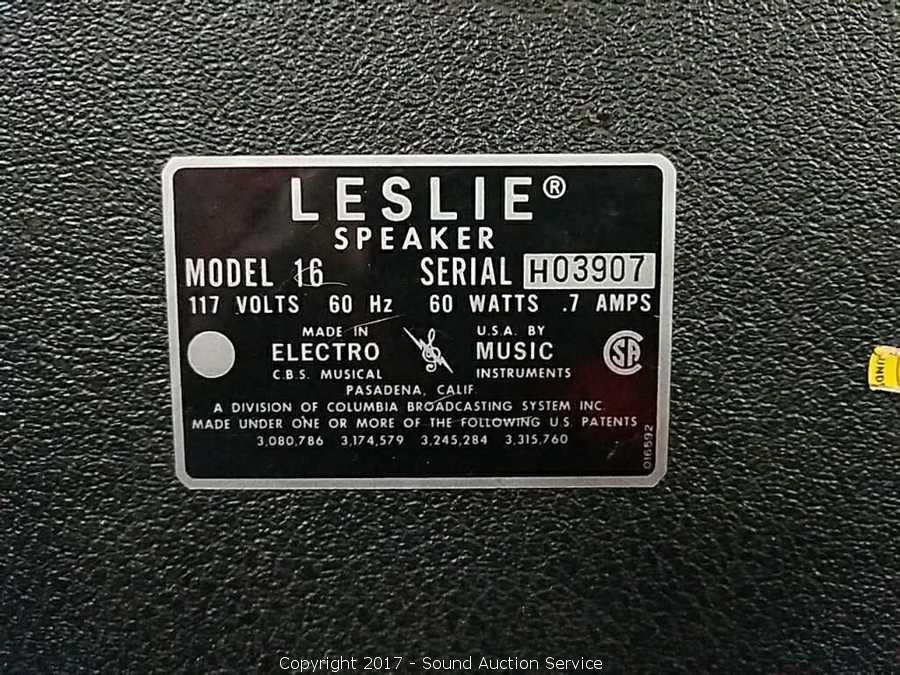 LESLIE®
SPEAKER
MODEL 16 SERIAL H03907
117 VOLTS 60 Hz 60 WATTS .7 AMPS
MADE IN U.S.A. BY
ELECTRO MUSIC
C.B.S. MUSICAL INSTRUMENTS
PASADENA, CALIF.
A DIVISION OF COLUMBIA BROADCASTING SYSTEM INC.
MADE UNDER ONE OR MORE OF THE FOLLOWING U.S. PATENTS
3,080,786 3,174,579 3,245,284 3,315,760
016592
SA
Copyright 2017 - Sound Auction Service